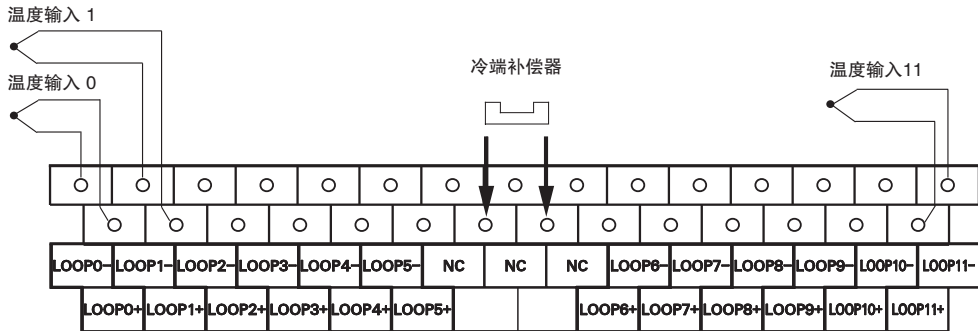 温度输入 1
冷端补偿器
温度输入 0
温度输入11
LOOP0- LOOP1- LOOP2- LOOP3- LOOP4- LOOP5- NC NC NC LOOP6- LOOP7- LOOP8- LOOP9- LOOP10- LOOP11-
LOOP0+ LOOP1+ LOOP2+ LOOP3+ LOOP4+ LOOP5+ LOOP6+ LOOP7+ LOOP8+ LOOP9+ LOOP10+ LOOP11+